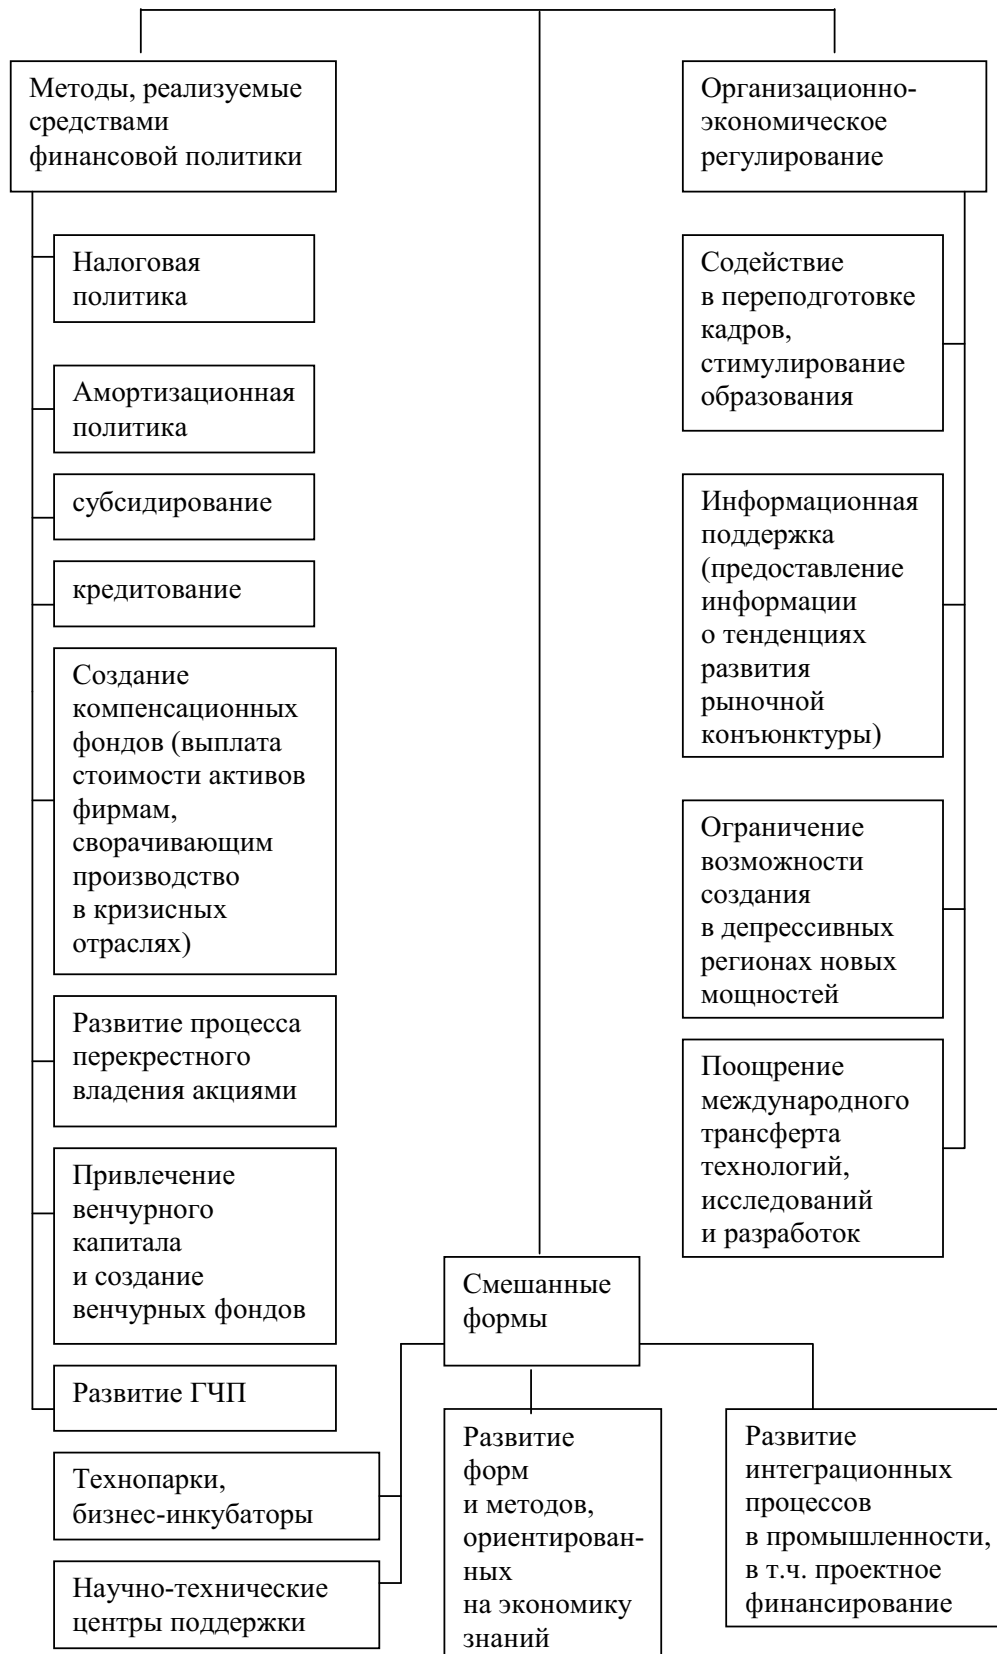 Методы, реализуемые
средствами
финансовой политики
Налоговая
политика
Амортизационная
политика
субсидирование
кредитование
Создание
компенсационных
фондов (выплата
стоимости активов
фирмам,
сворачивающим
производство
в кризисных
отраслях)
Развитие процесса
перекрестного
владения акциями
Привлечение
венчурного
капитала
и создание
венчурных фондов
Развитие ГЧП
Организационно-
экономическое
регулирование
Содействие
в переподготовке
кадров,
стимулирование
образования
Информационная
поддержка
(предоставление
информации
о тенденциях
развития
рыночной
конъюнктуры)
Ограничение
возможности
создания
в депрессивных
регионах новых
мощностей
Поощрение
международного
трансферта
технологий,
исследований
и разработок
Смешанные
формы
Технопарки,
бизнес-инкубаторы
Научно-технические
центры поддержки
Развитие
форм
и методов,
ориентирован-
ных
на экономику
знаний
Развитие
интеграционных
процессов
в промышленности,
в т.ч. проектное
финансирование